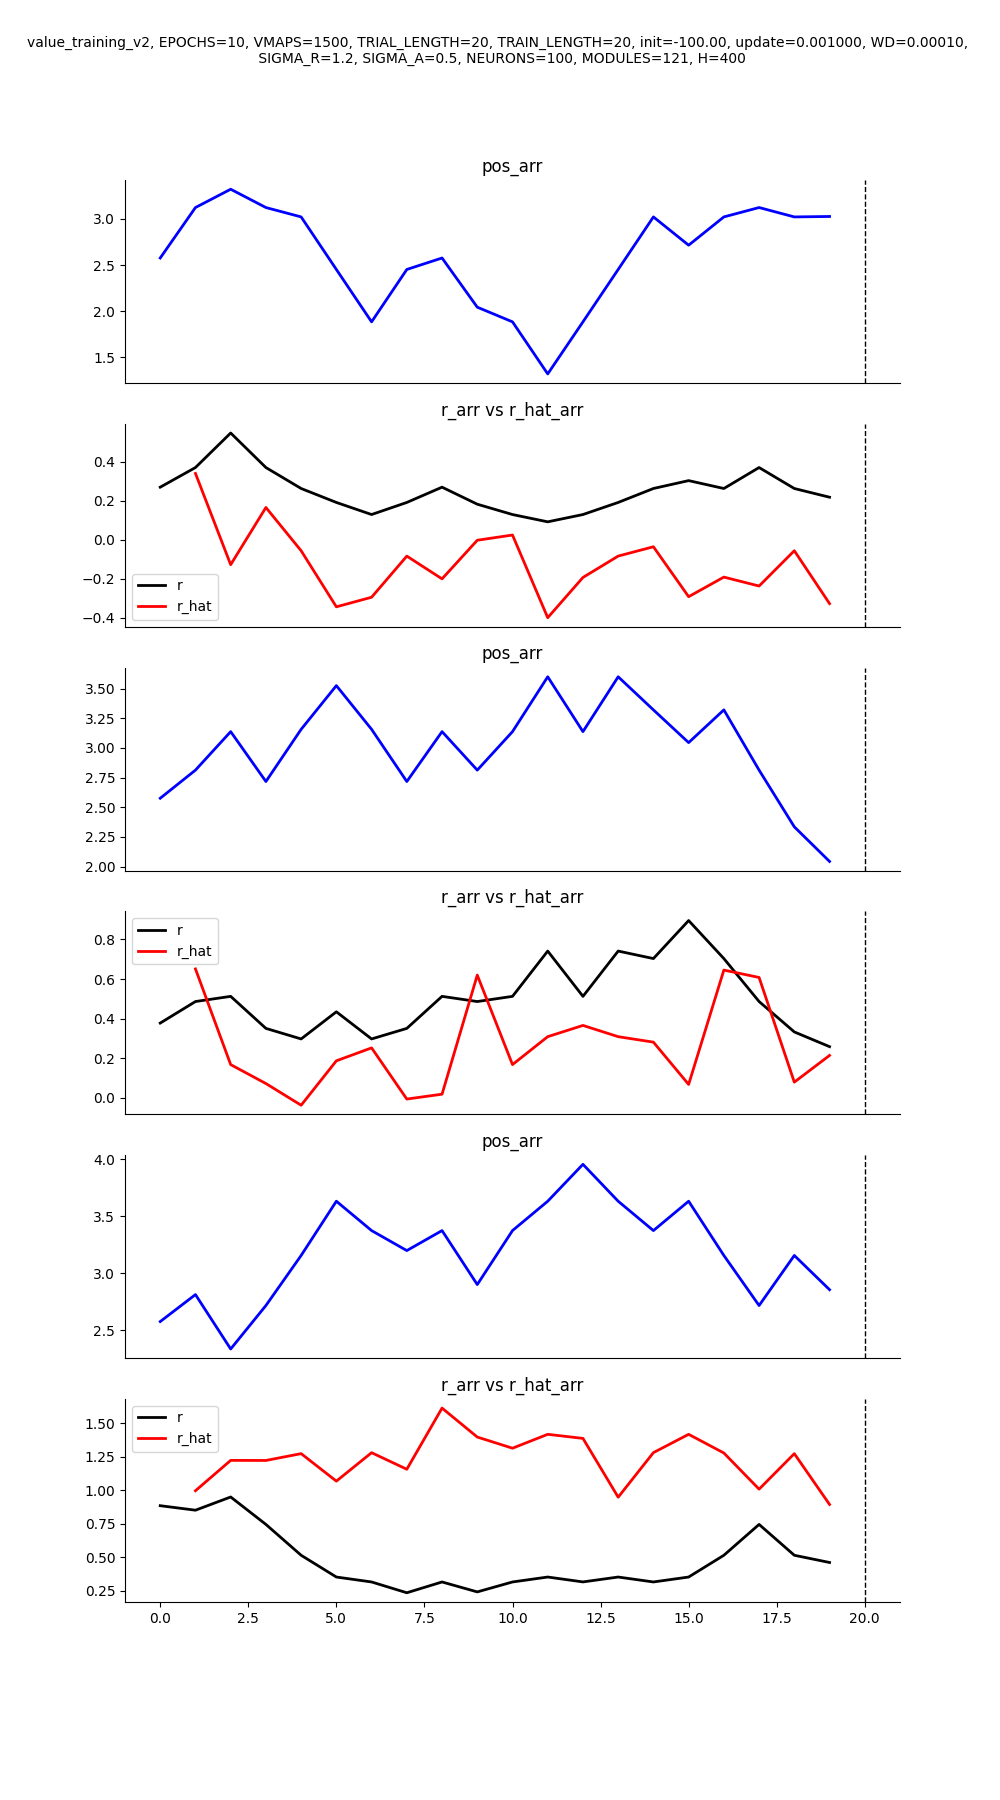 value_training_v2, EPOCHS=10, VMAPS=1500, TRIAL_LENGTH=20, TRAIN_LENGTH=20, init=-100.00, update=0.001000, WD=0.00010,
SIGMA_R=1.2, SIGMA_A=0.5, NEURONS=100, MODULES=121, H=400
pos_arr
3.0
2.5
2.0
1.5
r_arr vs r_hat_arr
0.4
0.2
0.0
−0.2
−0.4
r
r_hat
pos_arr
3.50
3.25
3.00
2.75
2.50
2.25
2.00
r_arr vs r_hat_arr
r
r_hat
0.8
0.6
0.4
0.2
0.0
pos_arr
4.0
3.5
3.0
2.5
r_arr vs r_hat_arr
r
r_hat
1.50
1.25
1.00
0.75
0.50
0.25
0.0 2.5 5.0 7.5 10.0 12.5 15.0 17.5 20.0